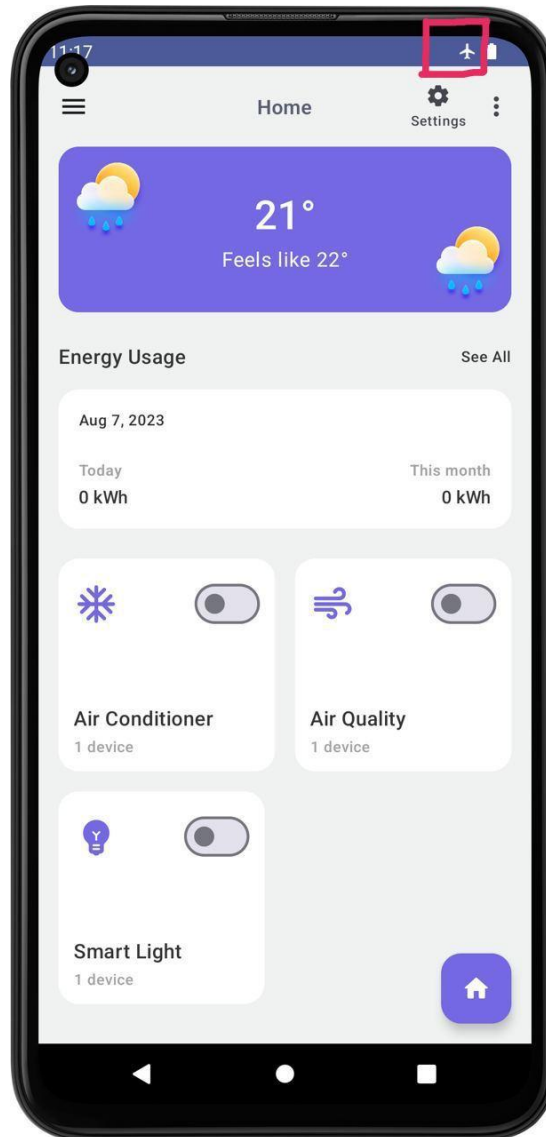 11:17
Home
Settings
21°
Feels like 22°
Energy Usage
See All
Aug 7, 2023
Today
This month
0 kWh
0 kWh
Air Conditioner
1 device
Air Quality
1 device
Smart Light
1 device